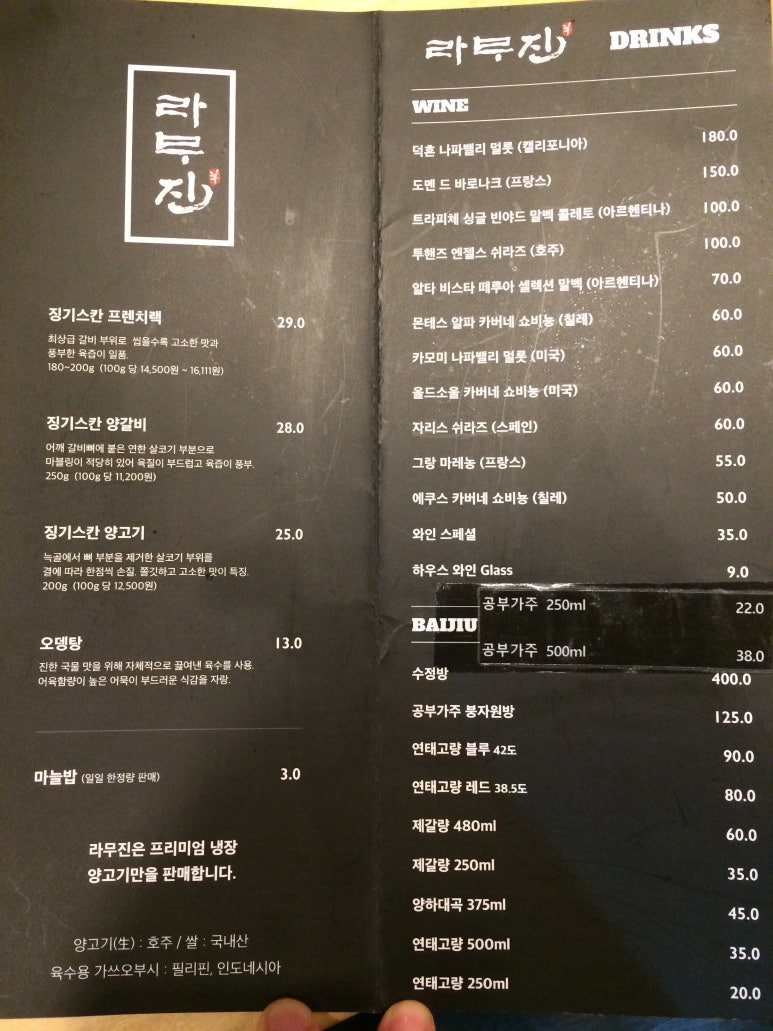 라
무
진
羊
징기스칸 프렌치랙 29.0
최상급 갈비 부위로 씹을수록 고소한 맛과
풍부한 육즙이 일품.
180~200g (100g 당 14,500원 ~ 16,111원)
징기스칸 양갈비 28.0
어깨 갈비뼈에 붙은 연한 살코기 부분으로
마블링이 적당히 있어 육질이 부드럽고 육즙이 풍부.
250g (100g 당 11,200원)
징기스칸 양고기 25.0
늑골에서 뼈 부분을 제거한 살코기 부위를
결에 따라 한점씩 손질. 쫄깃하고 고소한 맛이 특징.
200g (100g 당 12,500원)
오뎅탕 13.0
진한 국물 맛을 위해 자체적으로 끓여낸 육수를 사용.
어육함량이 높은 어묵이 부드러운 식감을 자랑.
마늘밥 (일일 한정량 판매) 3.0
라무진은 프리미엄 냉장
양고기만을 판매합니다.
양고기(生) : 호주 / 쌀 : 국내산
육수용 가쓰오부시 : 필리핀, 인도네시아
라무진 羊 DRINKS
WINE
덕혼 나파밸리 멀롯 (캘리포니아) 180.0
도멘 드 바로나크 (프랑스) 150.0
트라피체 싱글 빈야드 말벡 콜레토 (아르헨티나) 100.0
투핸즈 엔젤스 쉬라즈 (호주) 100.0
알타 비스타 떼루아 셀렉션 말벡 (아르헨티나) 70.0
몬테스 알파 카버네 쇼비뇽 (칠레) 60.0
카모미 나파밸리 멀롯 (미국) 60.0
올드소울 카버네 쇼비뇽 (미국) 60.0
자리스 쉬라즈 (스페인) 60.0
그랑 마레농 (프랑스) 55.0
에쿠스 카버네 쇼비뇽 (칠레) 50.0
와인 스페셜 35.0
하우스 와인 Glass 9.0
공부가주 250ml 22.0
BAIJIU
공부가주 500ml 38.0
수정방 400.0
공부가주 붕자원방 125.0
연태고량 블루 42도 90.0
연태고량 레드 38.5도 80.0
제갈량 480ml 60.0
제갈량 250ml 35.0
양하대곡 375ml 45.0
연태고량 500ml 35.0
연태고량 250ml 20.0